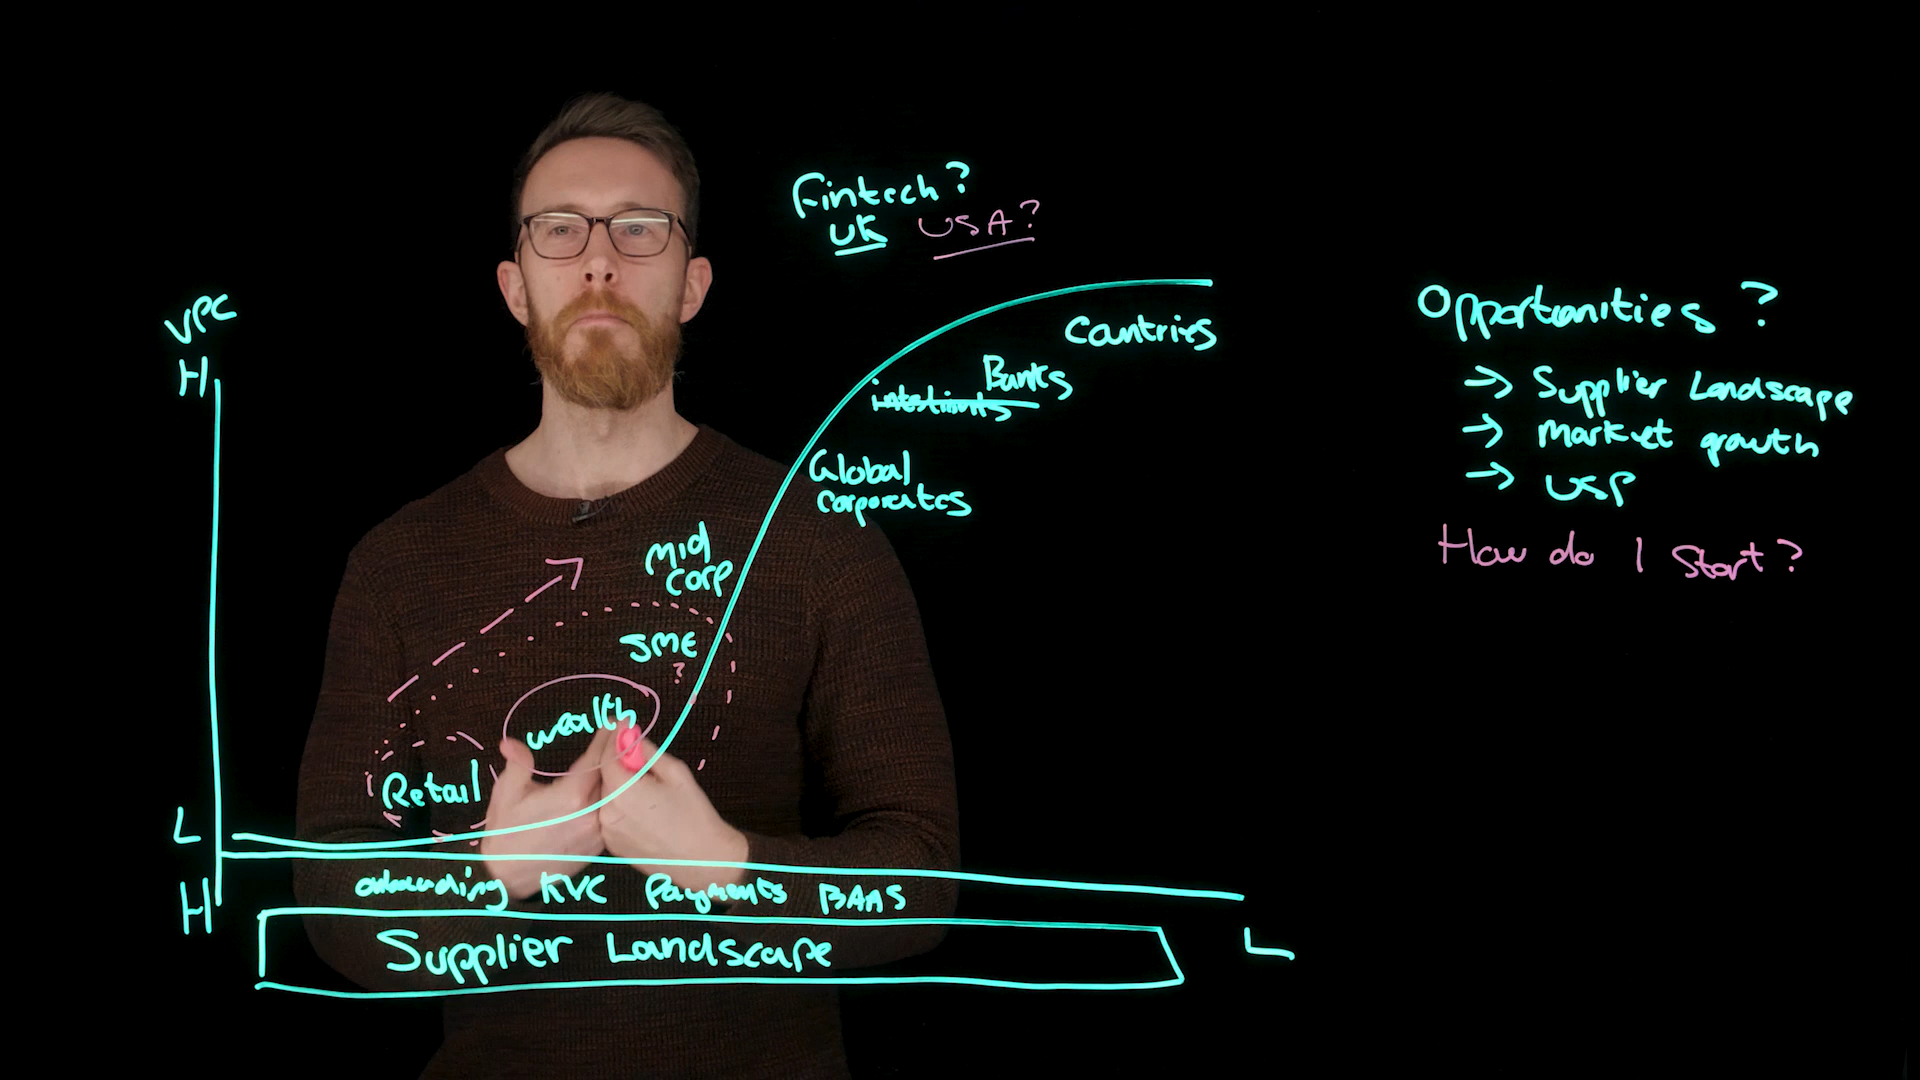 Fintech?
UK USA?
VPC
H
Countries
Banks
Global
corporates
Mid
corp
SME
?
wealth
Retail
L
H
onboarding KYC Payments BAAS
Supplier Landscape
L
Opportunities?
→ Supplier Landscape
→ Market growth
→ USP
How do I start?